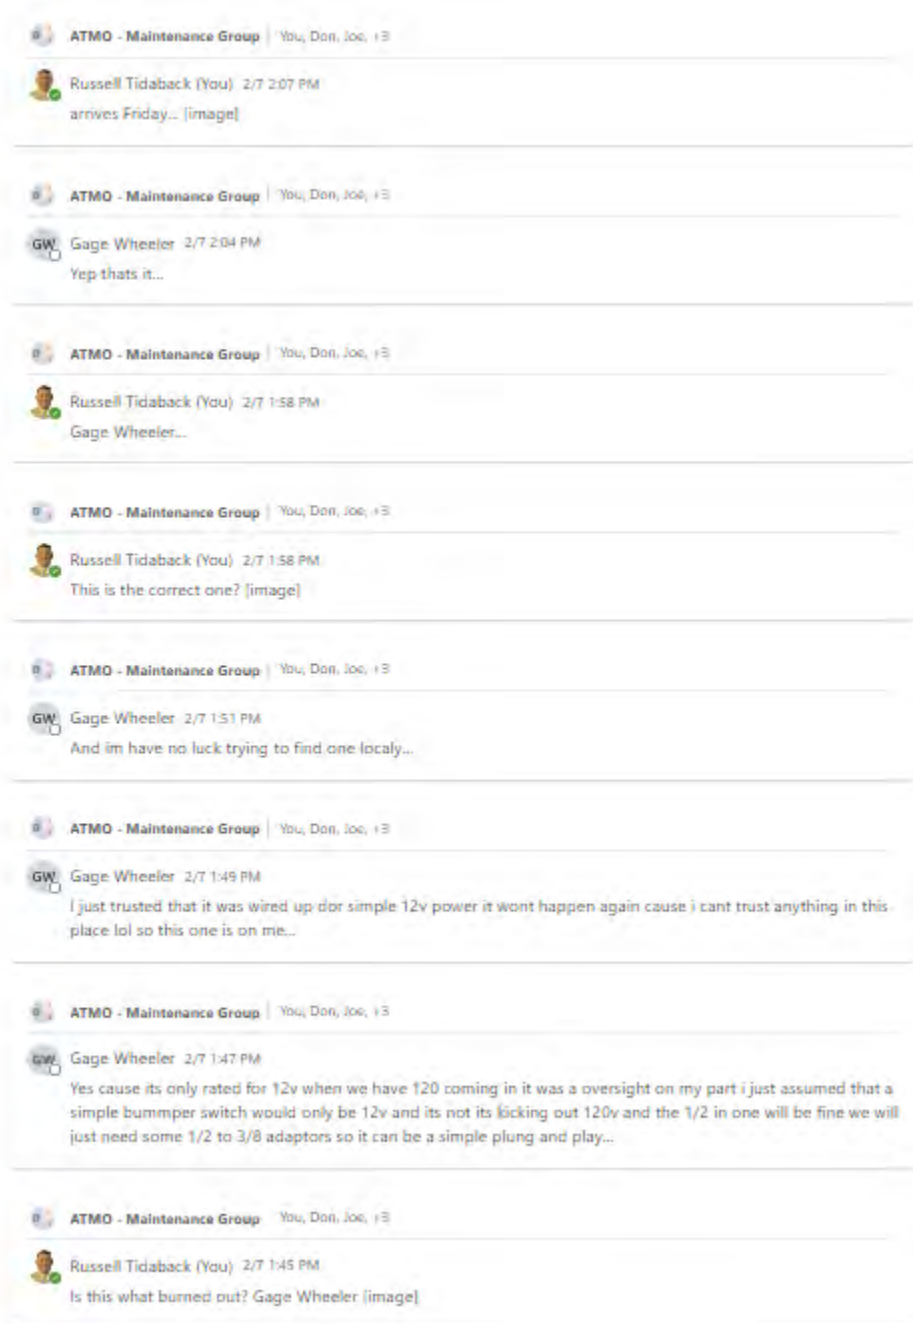 ATMO - Maintenance Group | You, Don, Joe, +3
Russell Tidaback (You) 2/7 2:07 PM
arrives Friday... [image]
ATMO - Maintenance Group | You, Don, Joe, +3
GW Gage Wheeler 2/7 2:04 PM
Yep thats it...
ATMO - Maintenance Group | You, Don, Joe, +3
Russell Tidaback (You) 2/7 1:58 PM
Gage Wheeler...
ATMO - Maintenance Group | You, Don, Joe, +3
Russell Tidaback (You) 2/7 1:58 PM
This is the correct one? [image]
ATMO - Maintenance Group | You, Don, Joe, +3
GW Gage Wheeler 2/7 1:51 PM
And im have no luck trying to find one localy...
ATMO - Maintenance Group | You, Don, Joe, +3
GW Gage Wheeler 2/7 1:49 PM
I just trusted that it was wired up dor simple 12v power it wont happen again cause i cant trust anything in this
place lol so this one is on me...
ATMO - Maintenance Group | You, Don, Joe, +3
GW Gage Wheeler 2/7 1:47 PM
Yes cause its only rated for 12v when we have 120 coming in it was a oversight on my part i just assumed that a
simple bummper switch would only be 12v and its not its kicking out 120v and the 1/2 in one will be fine we will
just need some 1/2 to 3/8 adaptors so it can be a simple plung and play...
ATMO - Maintenance Group You, Don, Joe, +3
Russell Tidaback (You) 2/7 1:45 PM
Is this what burned out? Gage Wheeler [image]